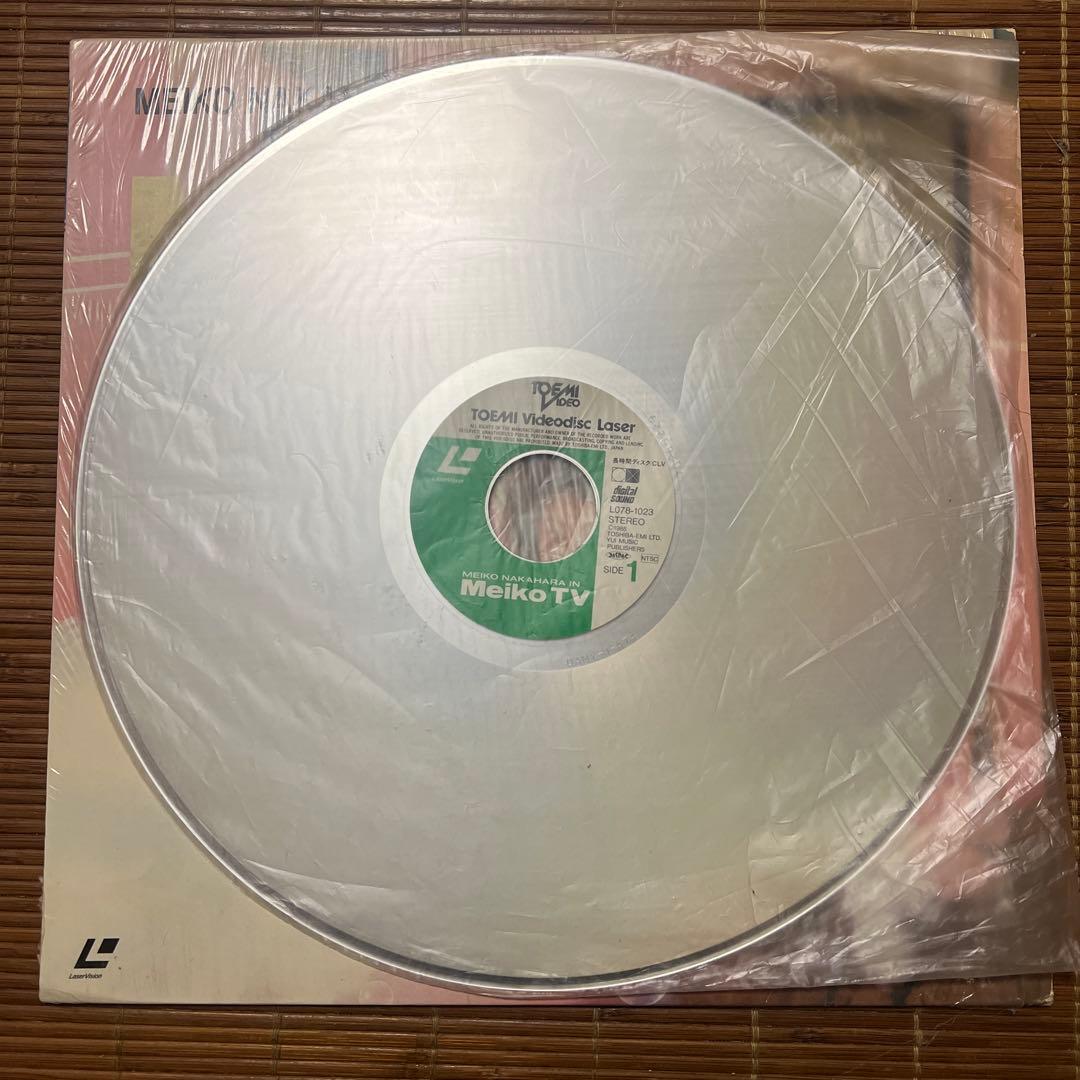 MEIKO NAK
TOEMI
VIDEO
TOEMI Videodisc Laser
ALL RIGHTS OF THE MANUFACTURER AND OWNER OF THE RECORDED WORK ARE
RESERVED. UNAUTHORIZED PUBLIC PERFORMANCE, BROADCASTING, COPYING AND LENDING
OF THIS VIDEODISC ARE PROHIBITED. MADE BY TOSHIBA-EMI LTD., JAPAN
LASERVISION
長時間ディスク:CLV
digital
SOUND
L078-1023
STEREO
TOSHIBA-EMI LTD.
YUI MUSIC
PUBLISHERS
NTSC
SIDE 1
MEIKO NAKAHARA IN
Meiko TV
LaserVision